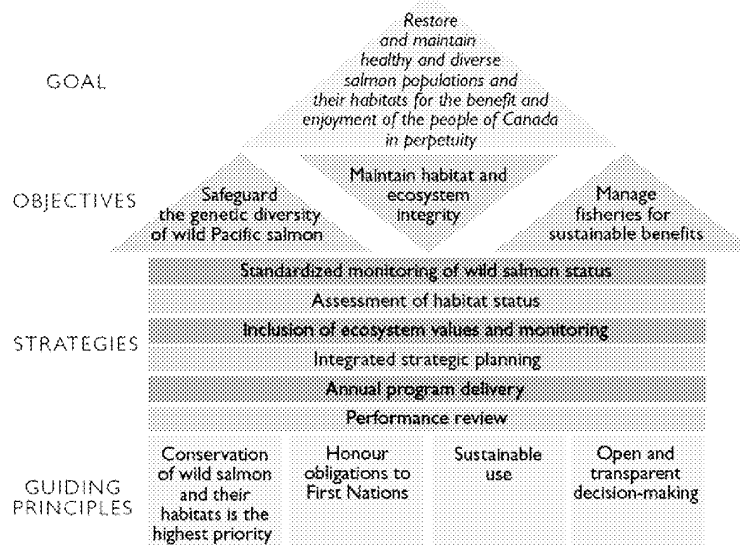 GOAL
Restore
and maintain
healthy and diverse
salmon populations and
their habitats for the benefit and
enjoyment of the people of Canada
in perpetuity
OBJECTIVES
Safeguard
the genetic diversity
of wild Pacific salmon
Maintain habitat and
ecosystem
integrity
Manage
fisheries for
sustainable benefits
STRATEGIES
Standardized monitoring of wild salmon status
Assessment of habitat status
Inclusion of ecosystem values and monitoring
Integrated strategic planning
Annual program delivery
Performance review
GUIDING
PRINCIPLES
Conservation
of wild salmon
and their
habitats is the
highest priority
Honour
obligations to
First Nations
Sustainable
use
Open and
transparent
decision-making